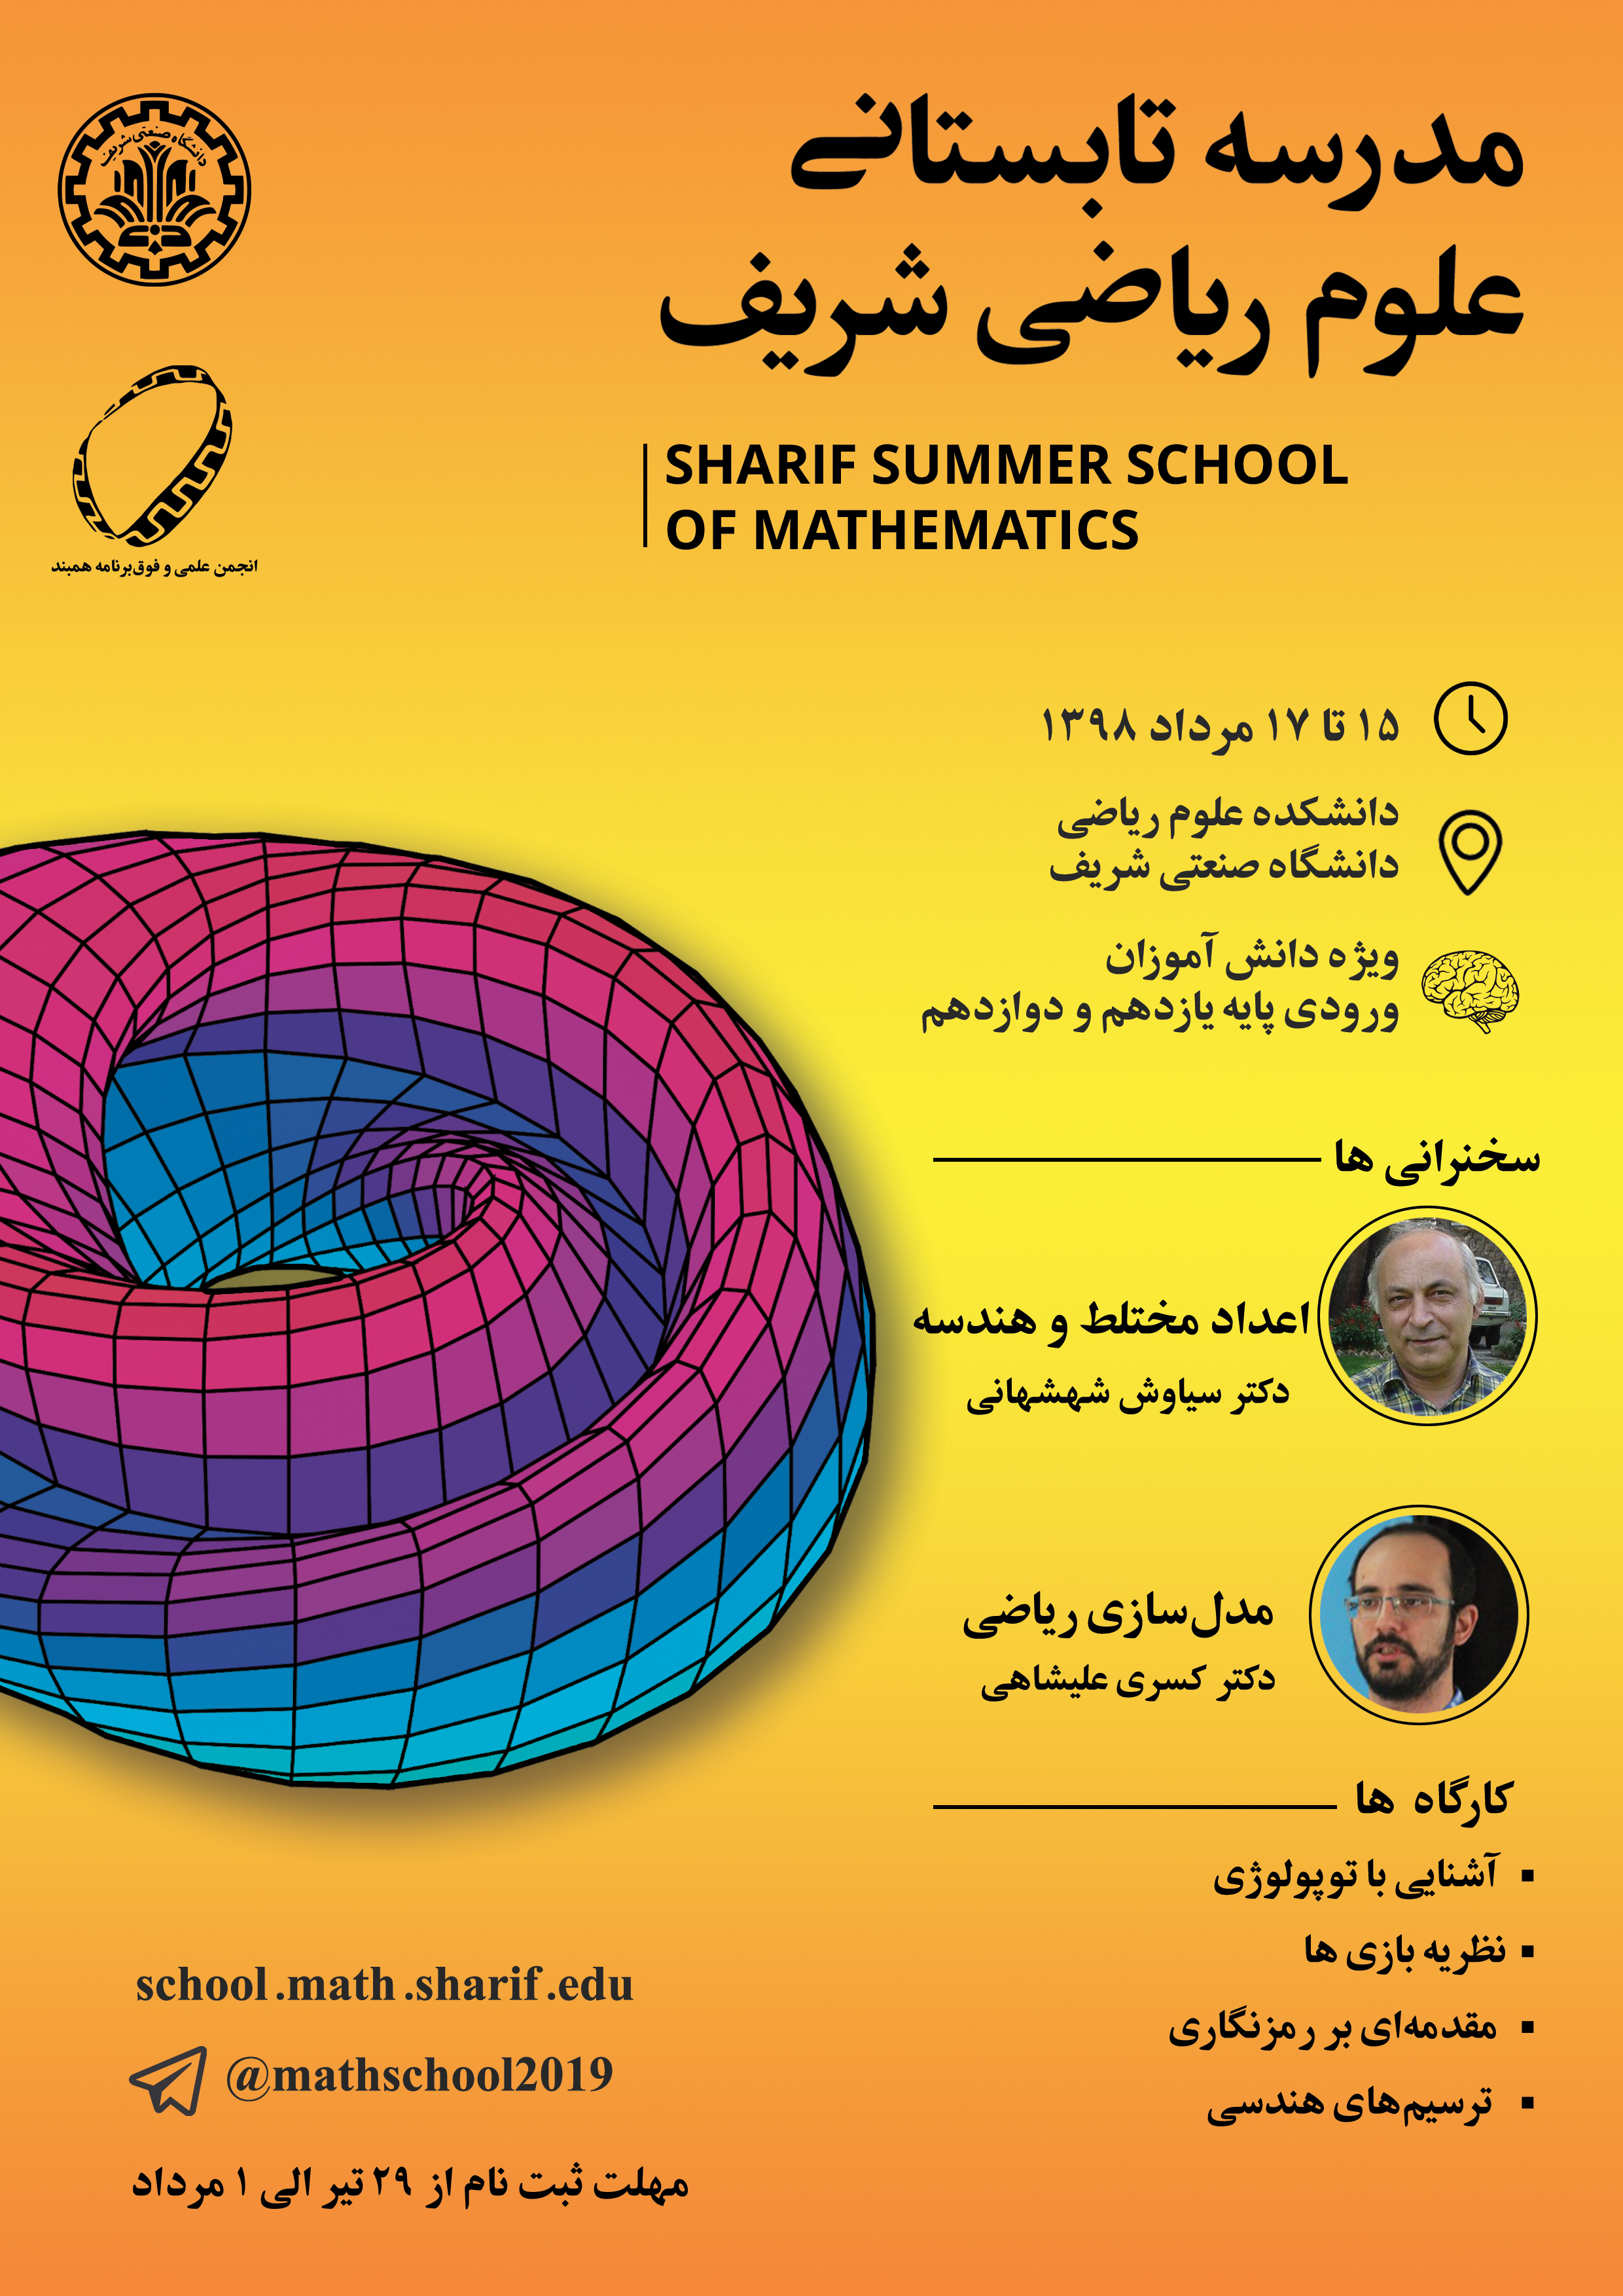 مدرسه تابستانی
علوم ریاضی شریف
SHARIF SUMMER SCHOOL
OF MATHEMATICS
دانشگاه صنعتی شریف
انجمن علمی و فوق‌برنامه همبند
۱۵ تا ۱۷ مرداد ۱۳۹۸
دانشکده علوم ریاضی
دانشگاه صنعتی شریف
ویژه دانش آموزان
ورودی پایه یازدهم و دوازدهم
سخنرانی ها
اعداد مختلط و هندسه
دکتر سیاوش شهشهانی
مدل‌سازی ریاضی
دکتر کسری علیشاهی
کارگاه ها
▪ آشنایی با توپولوژی
▪ نظریه بازی ها
▪ مقدمه‌ای بر رمزنگاری
▪ ترسیم‌های هندسی
school.math.sharif.edu
@mathschool2019
مهلت ثبت نام از ۲۹ تیر الی ۱ مرداد